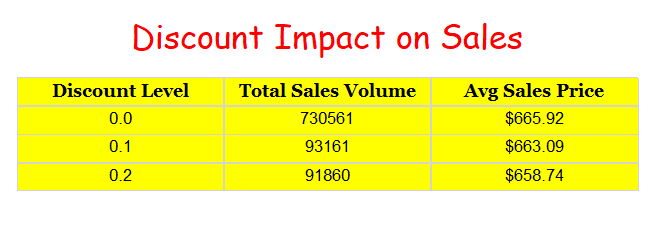 Discount Impact on Sales
Discount Level Total Sales Volume Avg Sales Price
0.0 730561 $665.92
0.1 93161 $663.09
0.2 91860 $658.74